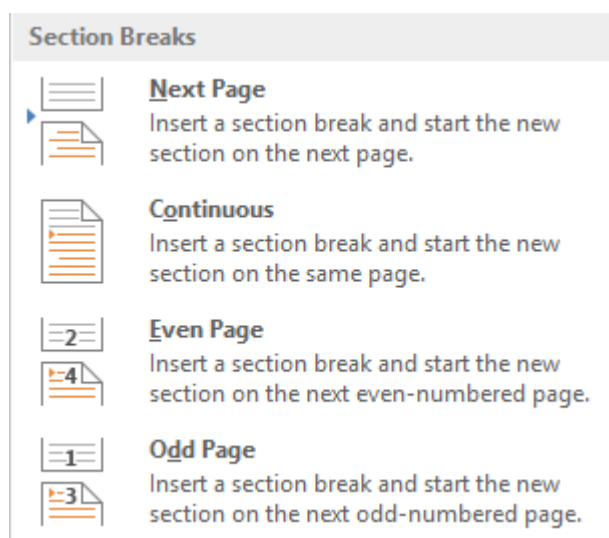 Section Breaks
Next Page
Insert a section break and start the new
section on the next page.
Continuous
Insert a section break and start the new
section on the same page.
2
Even Page
4
Insert a section break and start the new
section on the next even-numbered page.
1
Odd Page
3
Insert a section break and start the new
section on the next odd-numbered page.